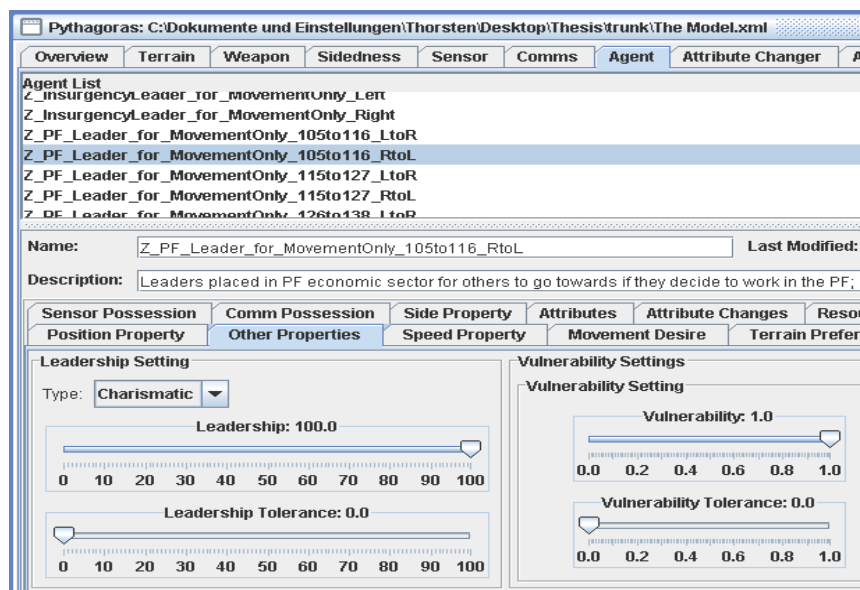 Pythagoras: C:\Dokumente und Einstellungen\Thorsten\Desktop\Thesis\trunk\The Model.xml
Overview Terrain Weapon Sidedness Sensor Comms Agent Attribute Changer A
Agent List
Z_InsurgencyLeader_for_MovementOnly_Left
Z_InsurgencyLeader_for_MovementOnly_Right
Z_PF_Leader_for_MovementOnly_105to116_LtoR
Z_PF_Leader_for_MovementOnly_105to116_RtoL
Z_PF_Leader_for_MovementOnly_115to127_LtoR
Z_PF_Leader_for_MovementOnly_115to127_RtoL
Z_PF_Leader_for_MovementOnly_126to138_LtoR
Name: Z_PF_Leader_for_MovementOnly_105to116_RtoL Last Modified:
Description: Leaders placed in PF economic sector for others to go towards if they decide to work in the PF;
Sensor Possession Comm Possession Side Property Attributes Attribute Changes Resou
Position Property Other Properties Speed Property Movement Desire Terrain Prefer
Leadership Setting
Type: Charismatic
Leadership: 100.0
0 10 20 30 40 50 60 70 80 90 100
Leadership Tolerance: 0.0
0 10 20 30 40 50 60 70 80 90 100
Vulnerability Settings
Vulnerability Setting
Vulnerability: 1.0
0.0 0.2 0.4 0.6 0.8 1.0
Vulnerability Tolerance: 0.0
0.0 0.2 0.4 0.6 0.8 1.0